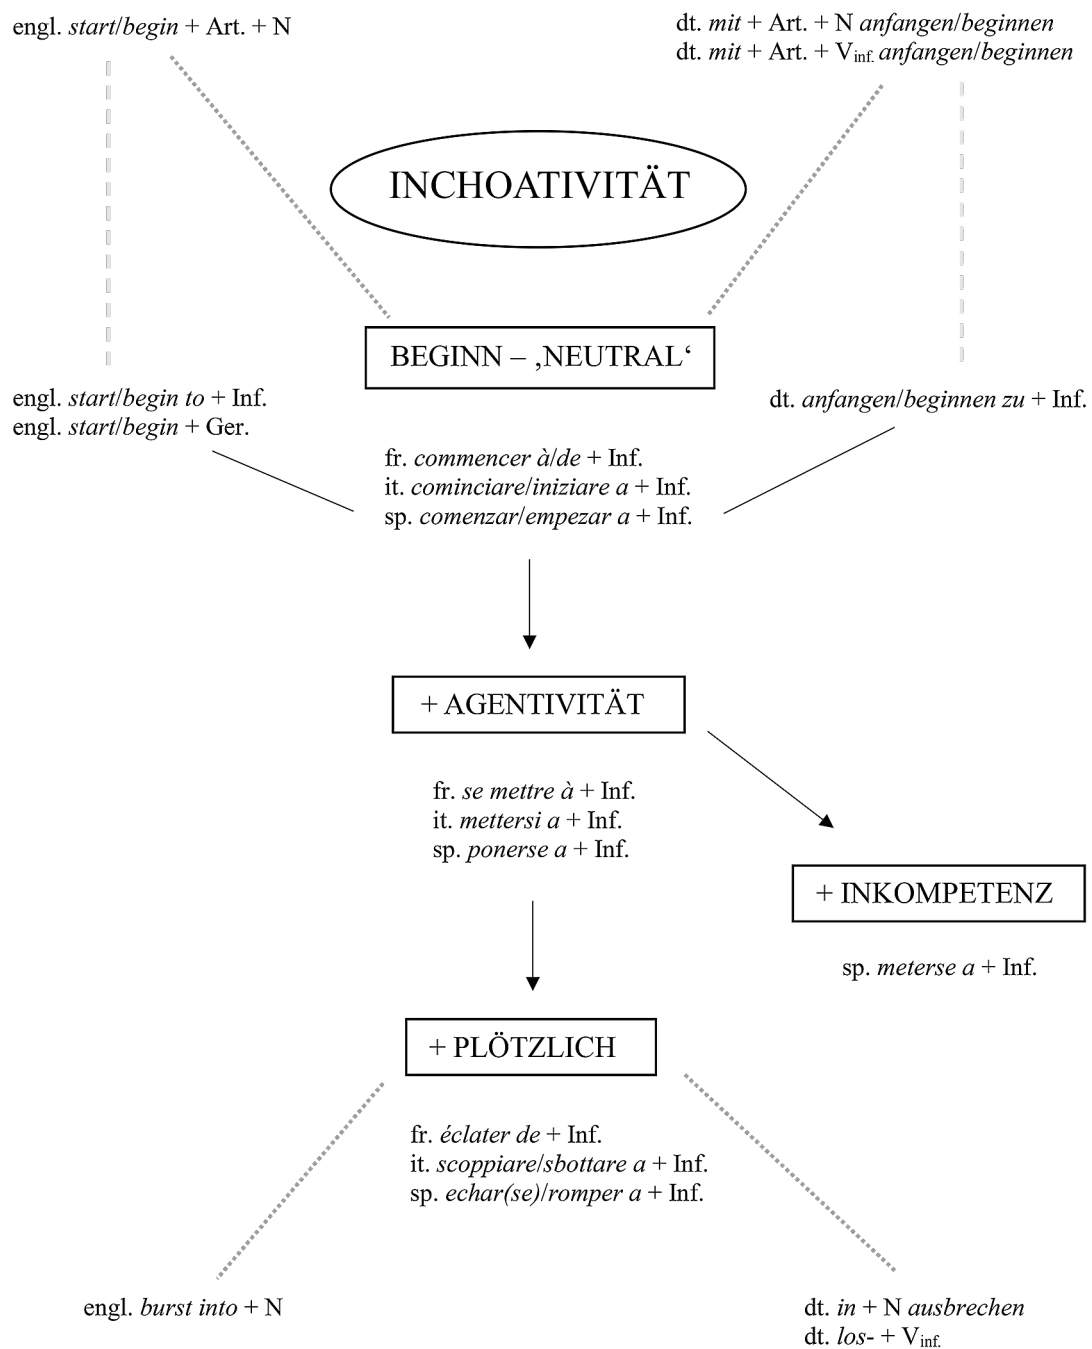 engl. start/begin + Art. + N
dt. mit + Art. + N anfangen/beginnen
dt. mit + Art. + Vinf. anfangen/beginnen
INCHOATIVITÄT
BEGINN – ‚NEUTRAL‘
engl. start/begin to + Inf.
engl. start/begin + Ger.
dt. anfangen/beginnen zu + Inf.
fr. commencer à/de + Inf.
it. cominciare/iniziare a + Inf.
sp. comenzar/empezar a + Inf.
+ AGENTIVITÄT
fr. se mettre à + Inf.
it. mettersi a + Inf.
sp. ponerse a + Inf.
+ INKOMPETENZ
sp. meterse a + Inf.
+ PLÖTZLICH
fr. éclater de + Inf.
it. scoppiare/sbottare a + Inf.
sp. echar(se)/romper a + Inf.
engl. burst into + N
dt. in + N ausbrechen
dt. los- + Vinf.